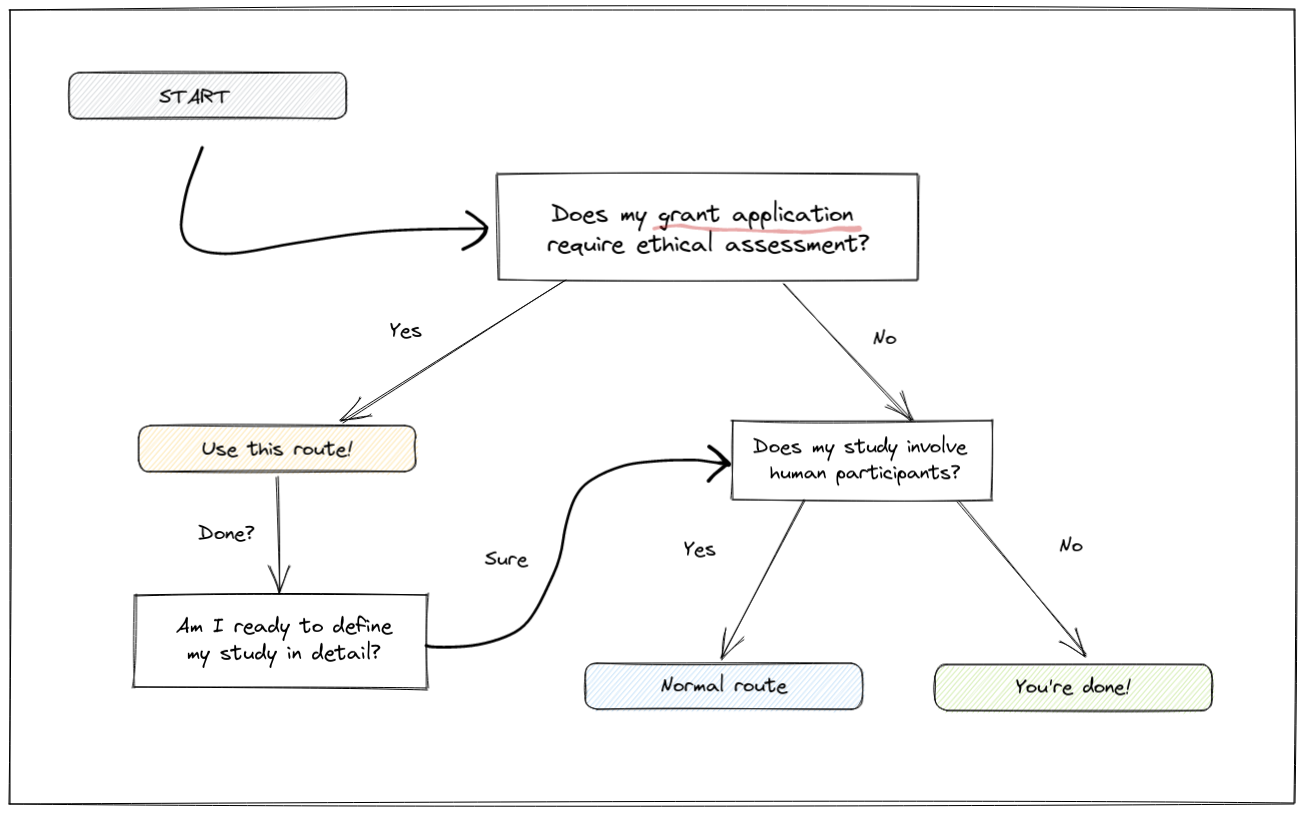 START
Does my grant application
require ethical assessment?
Yes
No
Use this route!
Does my study involve
human participants?
Done?
Sure
Yes
No
Am I ready to define
my study in detail?
Normal route
You're done!